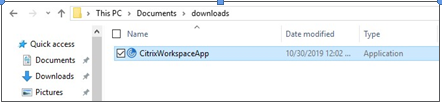 This PC > Documents > downloads
Name Date modified Type
Quick access
CitrixWorkspaceApp 10/30/2019 12:02 ... Application
Documents
Downloads
Pictures